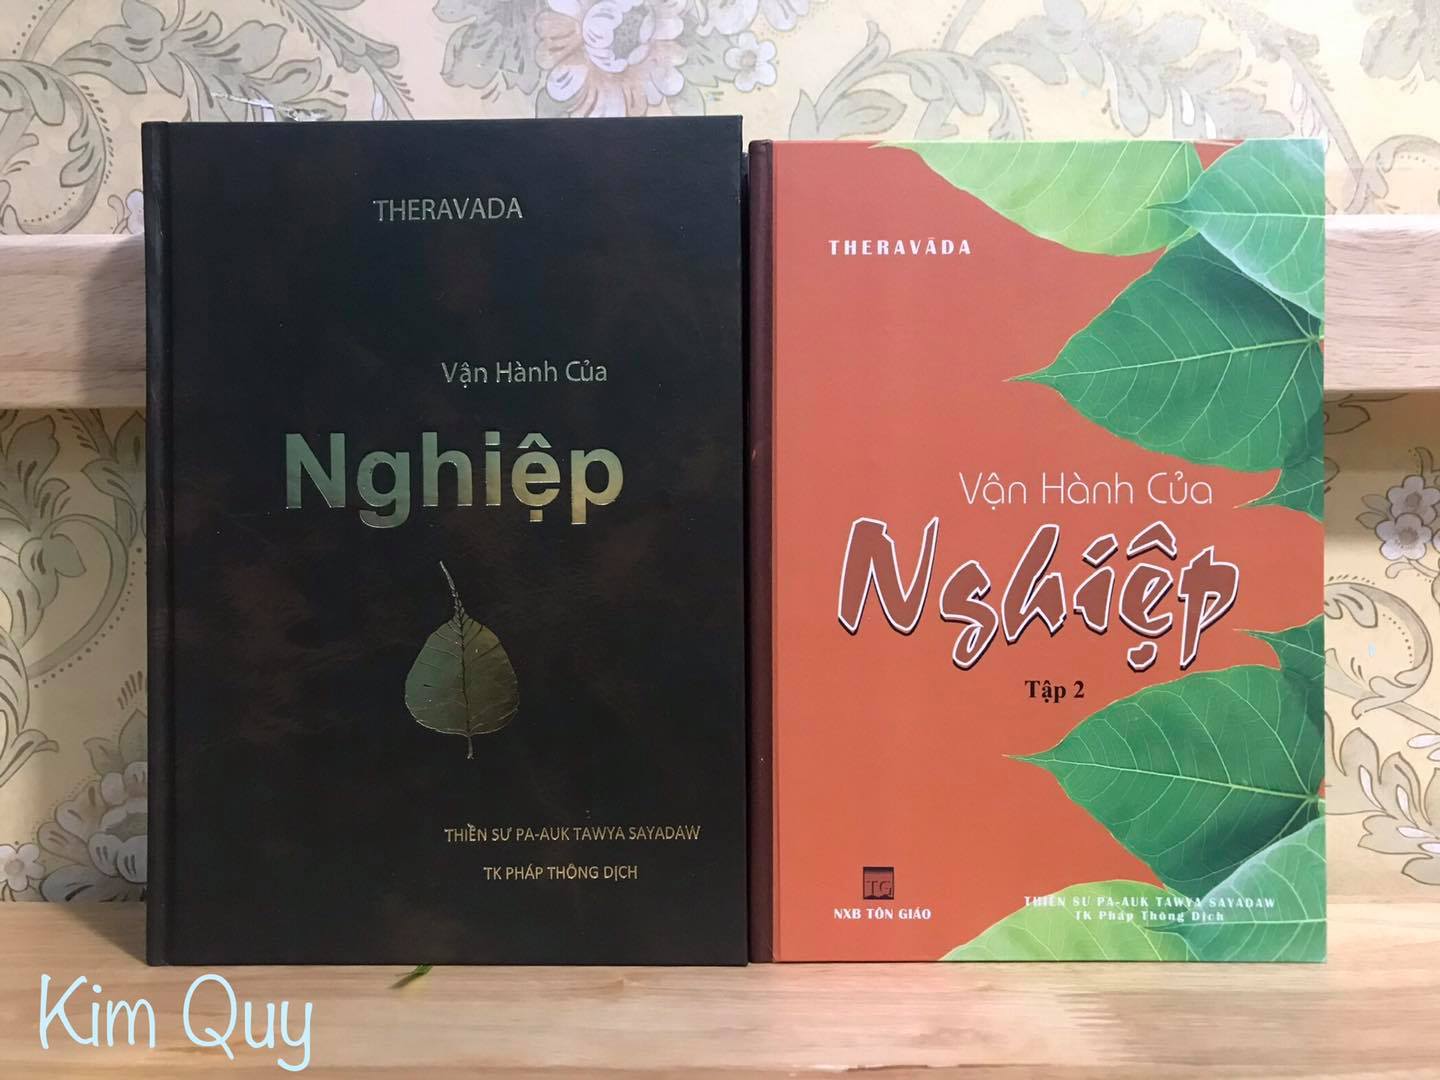 THERAVADA
Vận Hành Của
Nghiệp
THIỀN SƯ PA-AUK TAWYA SAYADAW
TK PHÁP THÔNG DỊCH
THERAVĀDA
Vận Hành Của
Nghiệp
Tập 2
TG
NXB TÔN GIÁO
THIỀN SƯ PA-AUK TAWYA SAYADAW
TK Pháp Thông Dịch
Kim Quy